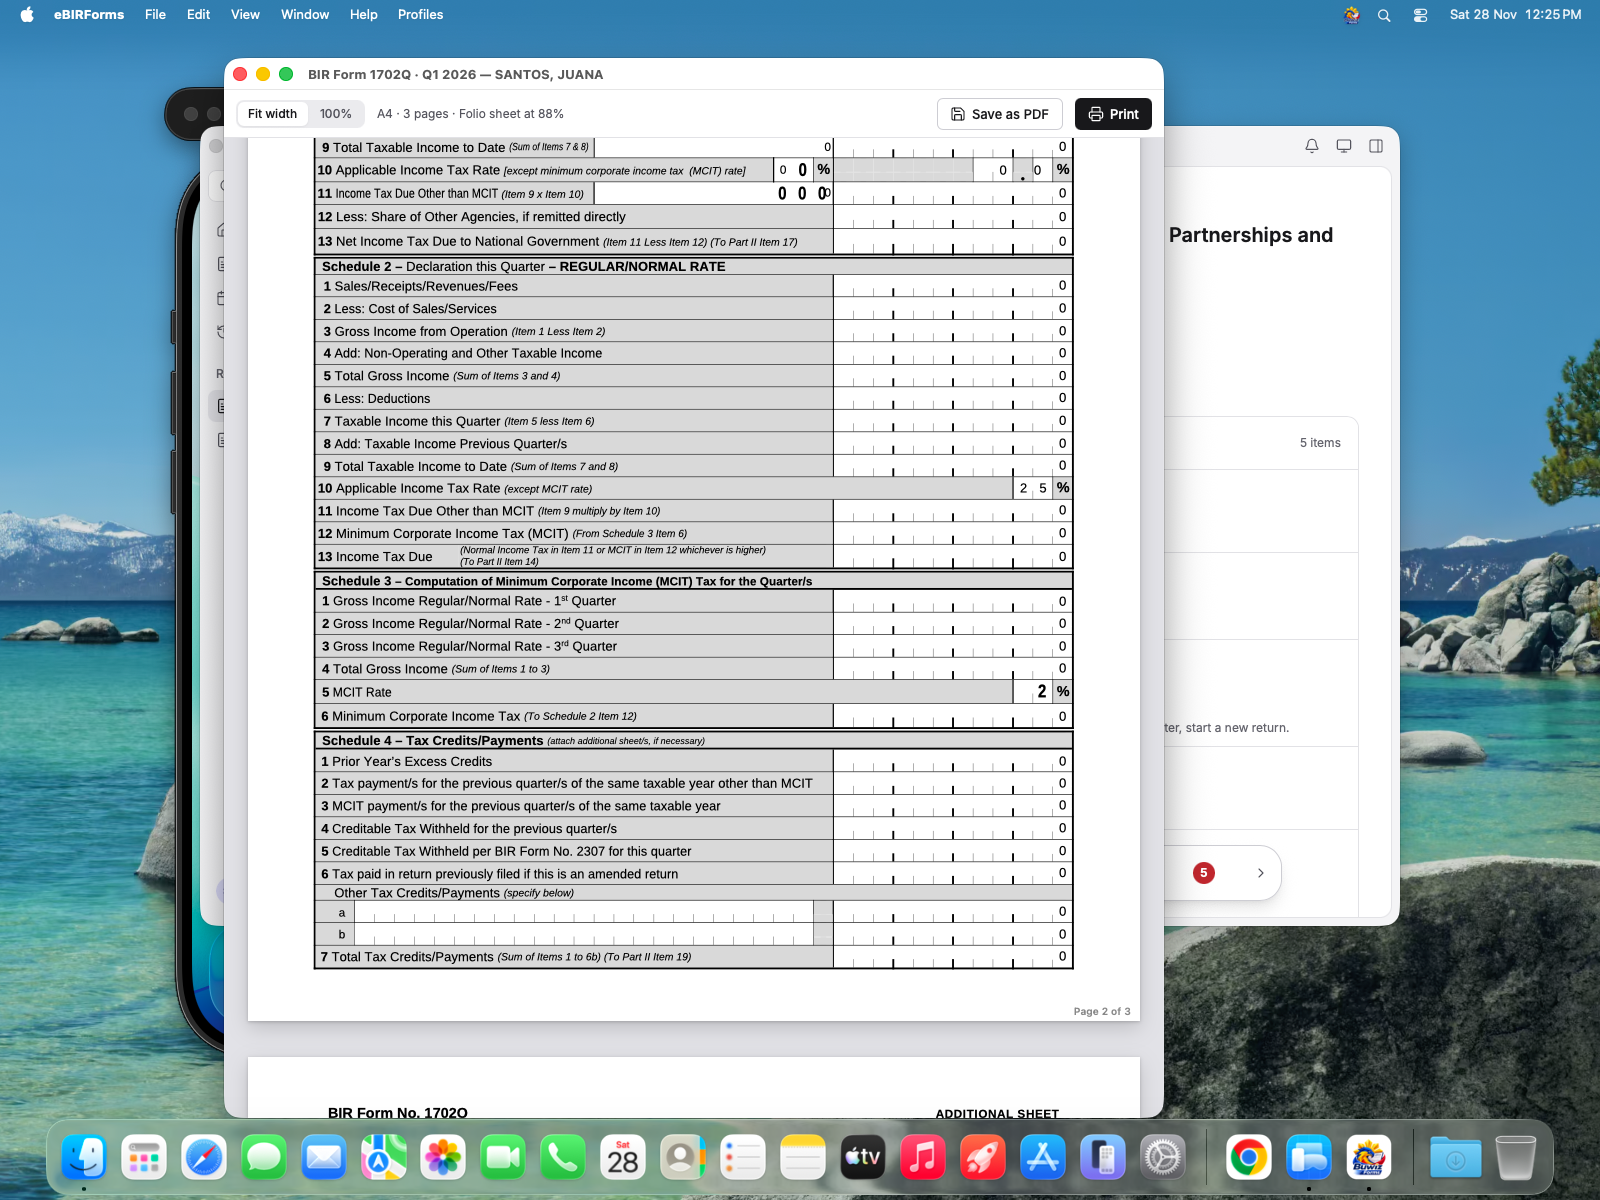 eBIRForms File Edit View Window Help Profiles
Sat 28 Nov 12:25 PM
BIR Form 1702Q · Q1 2026 — SANTOS, JUANA
Fit width 100% A4 · 3 pages · Folio sheet at 88% Save as PDF Print
9 Total Taxable Income to Date (Sum of Items 7 & 8) 0 0
10 Applicable Income Tax Rate [except minimum corporate income tax (MCIT) rate] 0 0 % 0 . 0 %
11 Income Tax Due Other than MCIT (Item 9 x Item 10) 0 0 0 0 0
12 Less: Share of Other Agencies, if remitted directly 0
13 Net Income Tax Due to National Government (Item 11 Less Item 12) (To Part II Item 17) 0
Schedule 2 – Declaration this Quarter – REGULAR/NORMAL RATE
1 Sales/Receipts/Revenues/Fees 0
2 Less: Cost of Sales/Services 0
3 Gross Income from Operation (Item 1 Less Item 2) 0
4 Add: Non-Operating and Other Taxable Income 0
5 Total Gross Income (Sum of Items 3 and 4) 0
6 Less: Deductions 0
7 Taxable Income this Quarter (Item 5 less Item 6) 0
8 Add: Taxable Income Previous Quarter/s 0
9 Total Taxable Income to Date (Sum of Items 7 and 8) 0
10 Applicable Income Tax Rate (except MCIT rate) 2 5 %
11 Income Tax Due Other than MCIT (Item 9 multiply by Item 10) 0
12 Minimum Corporate Income Tax (MCIT) (From Schedule 3 Item 6) 0
13 Income Tax Due (Normal Income Tax in Item 11 or MCIT in Item 12 whichever is higher) 0
(To Part II Item 14)
Schedule 3 – Computation of Minimum Corporate Income (MCIT) Tax for the Quarter/s
1 Gross Income Regular/Normal Rate - 1st Quarter 0
2 Gross Income Regular/Normal Rate - 2nd Quarter 0
3 Gross Income Regular/Normal Rate - 3rd Quarter 0
4 Total Gross Income (Sum of Items 1 to 3) 0
5 MCIT Rate 2 %
6 Minimum Corporate Income Tax (To Schedule 2 Item 12) 0
Schedule 4 – Tax Credits/Payments (attach additional sheet/s, if necessary)
1 Prior Year's Excess Credits 0
2 Tax payment/s for the previous quarter/s of the same taxable year other than MCIT 0
3 MCIT payment/s for the previous quarter/s of the same taxable year 0
4 Creditable Tax Withheld for the previous quarter/s 0
5 Creditable Tax Withheld per BIR Form No. 2307 for this quarter 0
6 Tax paid in return previously filed if this is an amended return 0
Other Tax Credits/Payments (specify below)
a 0
b 0
7 Total Tax Credits/Payments (Sum of Items 1 to 6b) (To Part II Item 19) 0
Page 2 of 3
BIR Form No. 1702Q ADDITIONAL SHEET
Partnerships and
5 items
ter, start a new return.
5
R
Sat
28
tv
BUWIZ